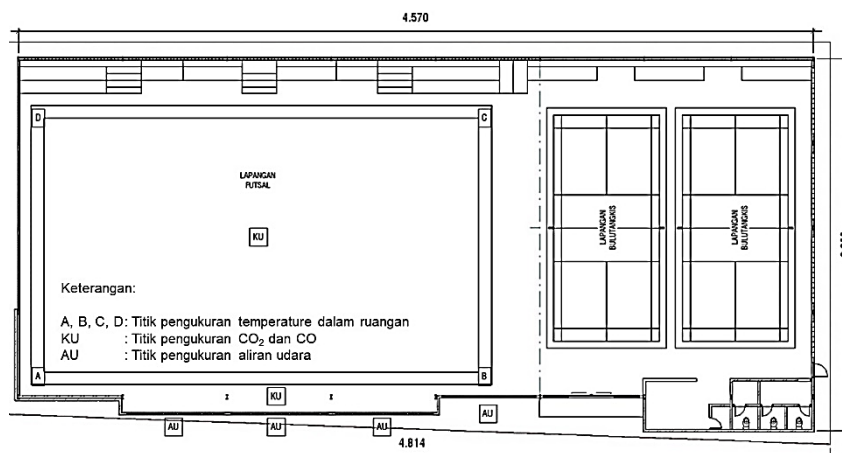 4.570
D
C
LAPANGAN
FUTSAL
LAPANGAN
BULUTANGKIS
LAPANGAN
BULUTANGKIS
KU
Keterangan:
A, B, C, D: Titik pengukuran temperature dalam ruangan
KU : Titik pengukuran CO₂ dan CO
AU : Titik pengukuran aliran udara
A
B
KU
AU
AU
AU
AU
4.814